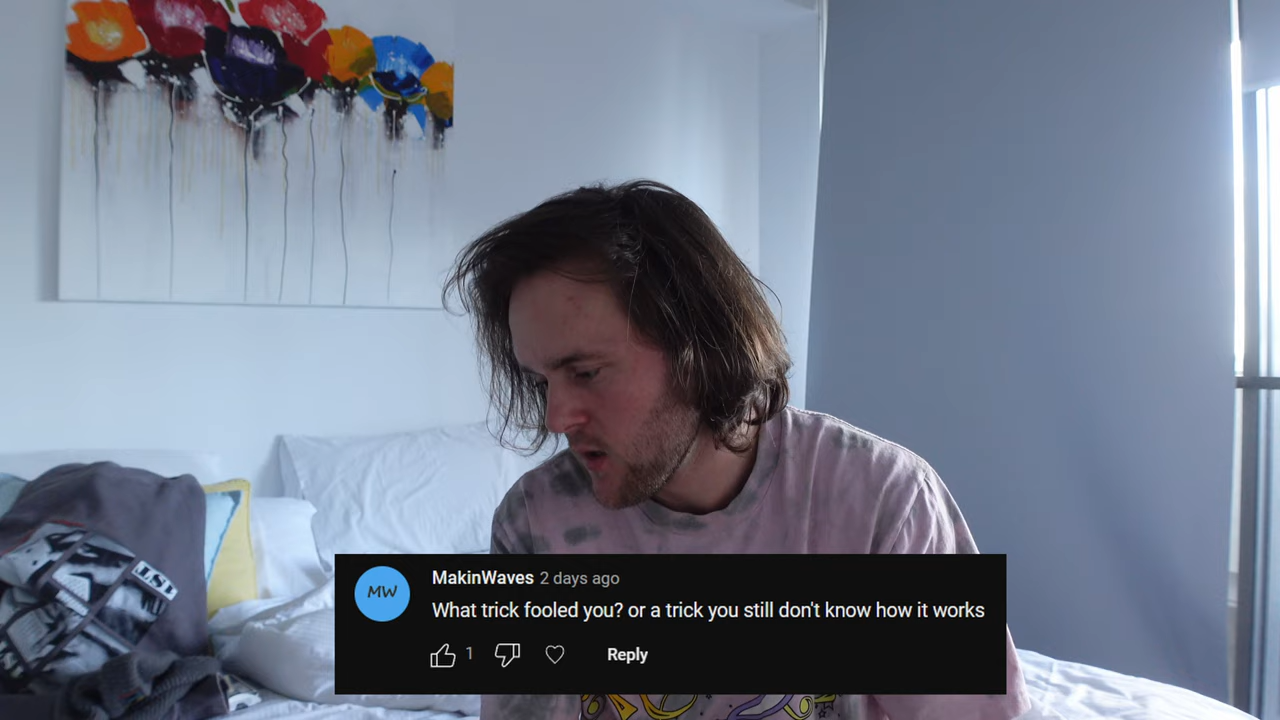 MW
MakinWaves 2 days ago
What trick fooled you? or a trick you still don't know how it works
1
Reply